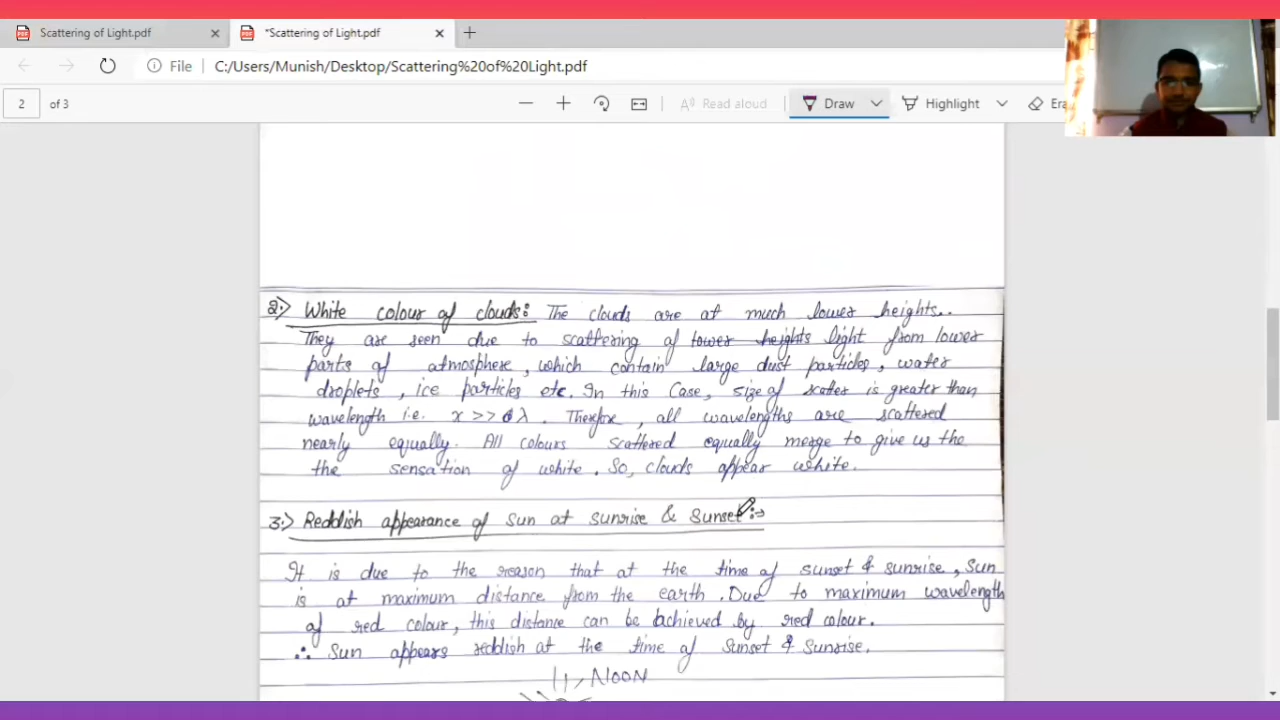 Scattering of Light.pdf
*Scattering of Light.pdf
File C:/Users/Munish/Desktop/Scattering%20of%20Light.pdf
2 of 3 Read aloud Draw Highlight Era
2:) White colour of clouds: The clouds are at much lower heights..
They are seen due to scattering of lower heights light from lower
parts of atmosphere, which contain large dust particles, water
droplets, ice particles etc. In this Case, size of scatter is greater than
wavelength i.e. x >> λ. Therefore, all wavelengths are scattered
nearly equally. All colours scattered equally merge to give us the
the sensation of white. So, clouds appear white.
3:) Reddish appearance of Sun at sunrise & Sunset :->
It is due to the reason that at the time of sunset & sunrise, Sun
is at maximum distance from the earth. Due to maximum wavelength
of red colour, this distance can be achieved by red colour.
∴ Sun appears reddish at the time of Sunset & Sunrise.
NOON